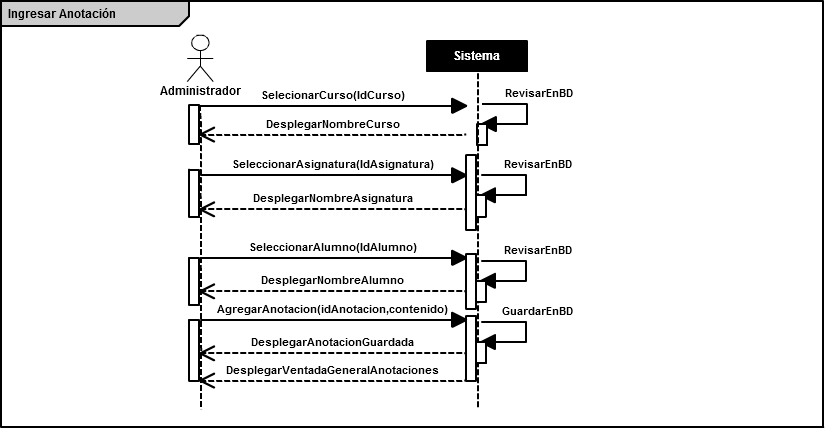 Ingresar Anotación
Sistema
Administrador
SelecionarCurso(IdCurso)
RevisarEnBD
DesplegarNombreCurso
SeleccionarAsignatura(IdAsignatura)
RevisarEnBD
DesplegarNombreAsignatura
SeleccionarAlumno(IdAlumno)
RevisarEnBD
DesplegarNombreAlumno
AgregarAnotacion(idAnotacion,contenido)
GuardarEnBD
DesplegarAnotacionGuardada
DesplegarVentadaGeneralAnotaciones